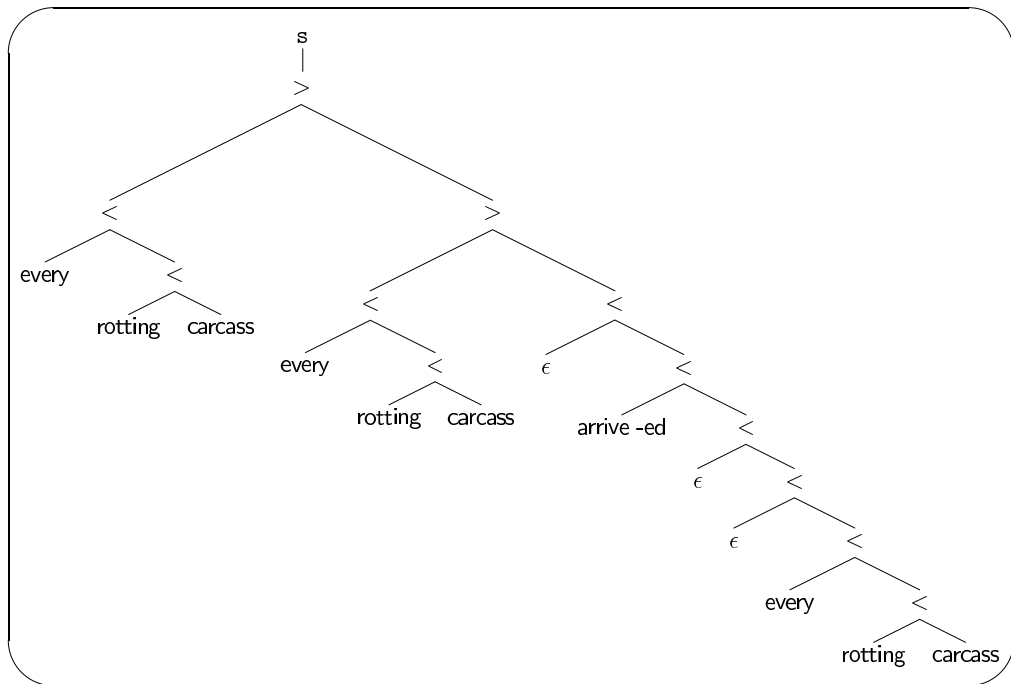 s
>
< >
every <
rotting carcass
< <
every < ϵ <
rotting carcass arrive -ed <
ϵ <
ϵ <
every <
rotting carcass